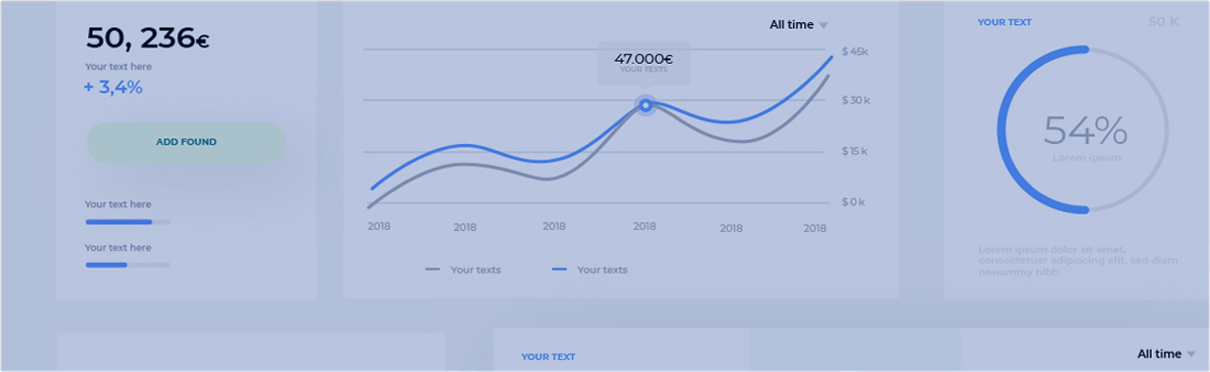 50, 236€
Your text here
+ 3,4%
ADD FOUND
Your text here
Your text here
All time
47.000€
YOUR TEXTS
$ 45k
$ 30k
$ 15k
$ 0 k
2018 2018 2018 2018 2018 2018
Your texts Your texts
YOUR TEXT 50 K
54%
Lorem ipsum
Lorem ipsum dolor sit amet,
consectetuer adipiscing elit, sed diam
nonummy nibh
YOUR TEXT
All time